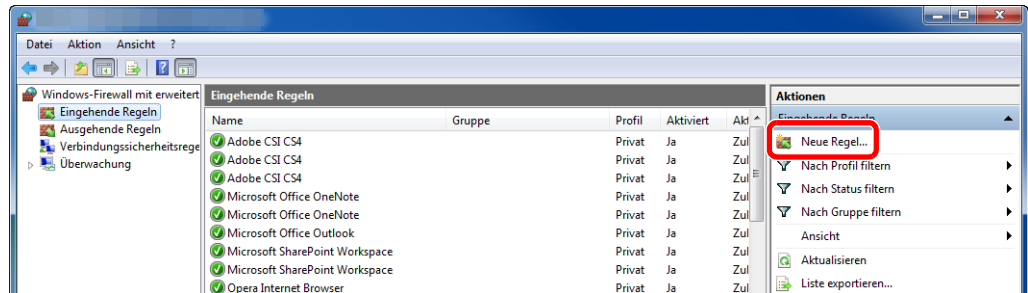 Datei Aktion Ansicht ?
Windows-Firewall mit erweitert
Eingehende Regeln
Ausgehende Regeln
Verbindungssicherheitsrege
Überwachung
Eingehende Regeln
Name Gruppe Profil Aktiviert Akt
Adobe CSI CS4 Privat Ja Zul
Adobe CSI CS4 Privat Ja Zul
Adobe CSI CS4 Privat Ja Zul
Microsoft Office OneNote Privat Ja Zul
Microsoft Office OneNote Privat Ja Zul
Microsoft Office Outlook Privat Ja Zul
Microsoft SharePoint Workspace Privat Ja Zul
Microsoft SharePoint Workspace Privat Ja Zul
Opera Internet Browser Privat Ja Zul
Aktionen
Eingehende Regeln
Neue Regel...
Nach Profil filtern
Nach Status filtern
Nach Gruppe filtern
Ansicht
Aktualisieren
Liste exportieren...